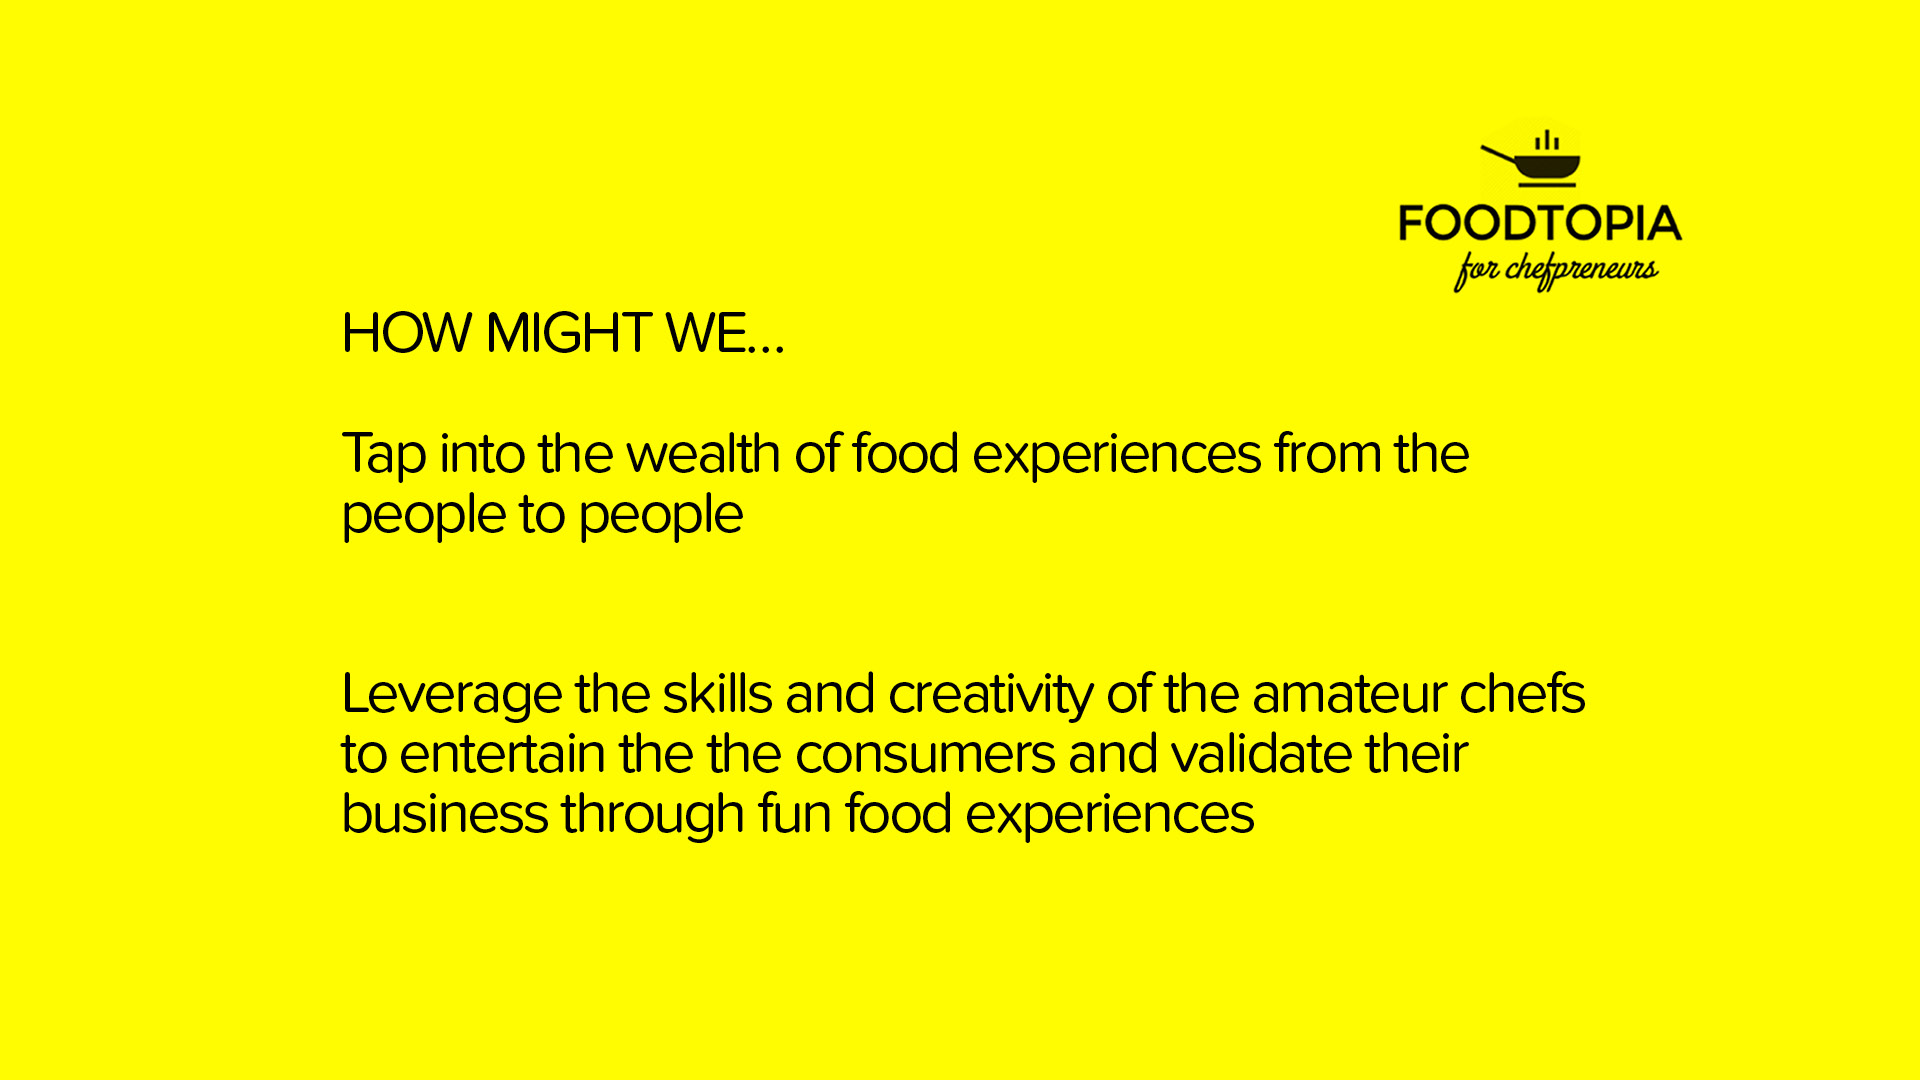 FOODTOPIA
for chefpreneurs
HOW MIGHT WE...
Tap into the wealth of food experiences from the
people to people
Leverage the skills and creativity of the amateur chefs
to entertain the the consumers and validate their
business through fun food experiences